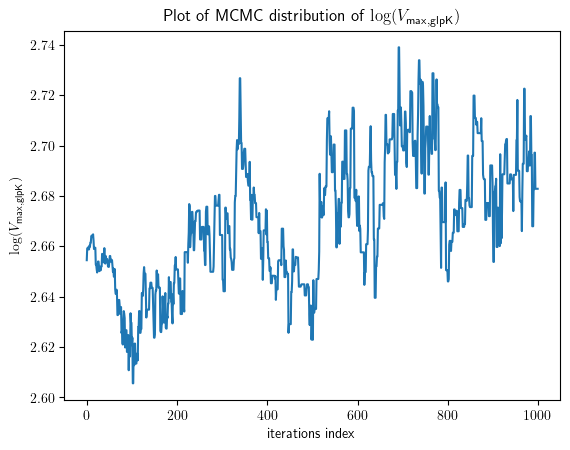 Plot of MCMC distribution of log(V_max,glpK)
log(V_max,glpK)
2.74
2.72
2.70
2.68
2.66
2.64
2.62
2.60
0 200 400 600 800 1000
iterations index